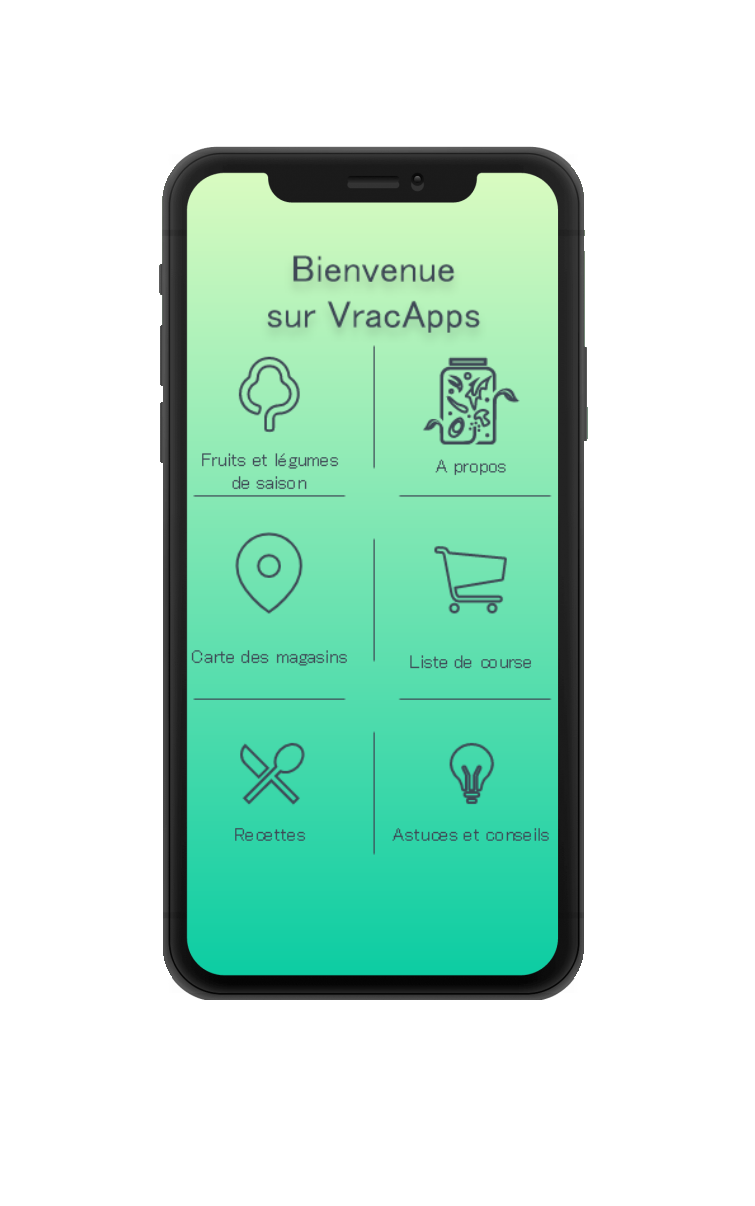 Bienvenue
sur VracApps
Fruits et légumes
de saison
A propos
Carte des magasins
Liste de course
Recettes
Astuces et conseils